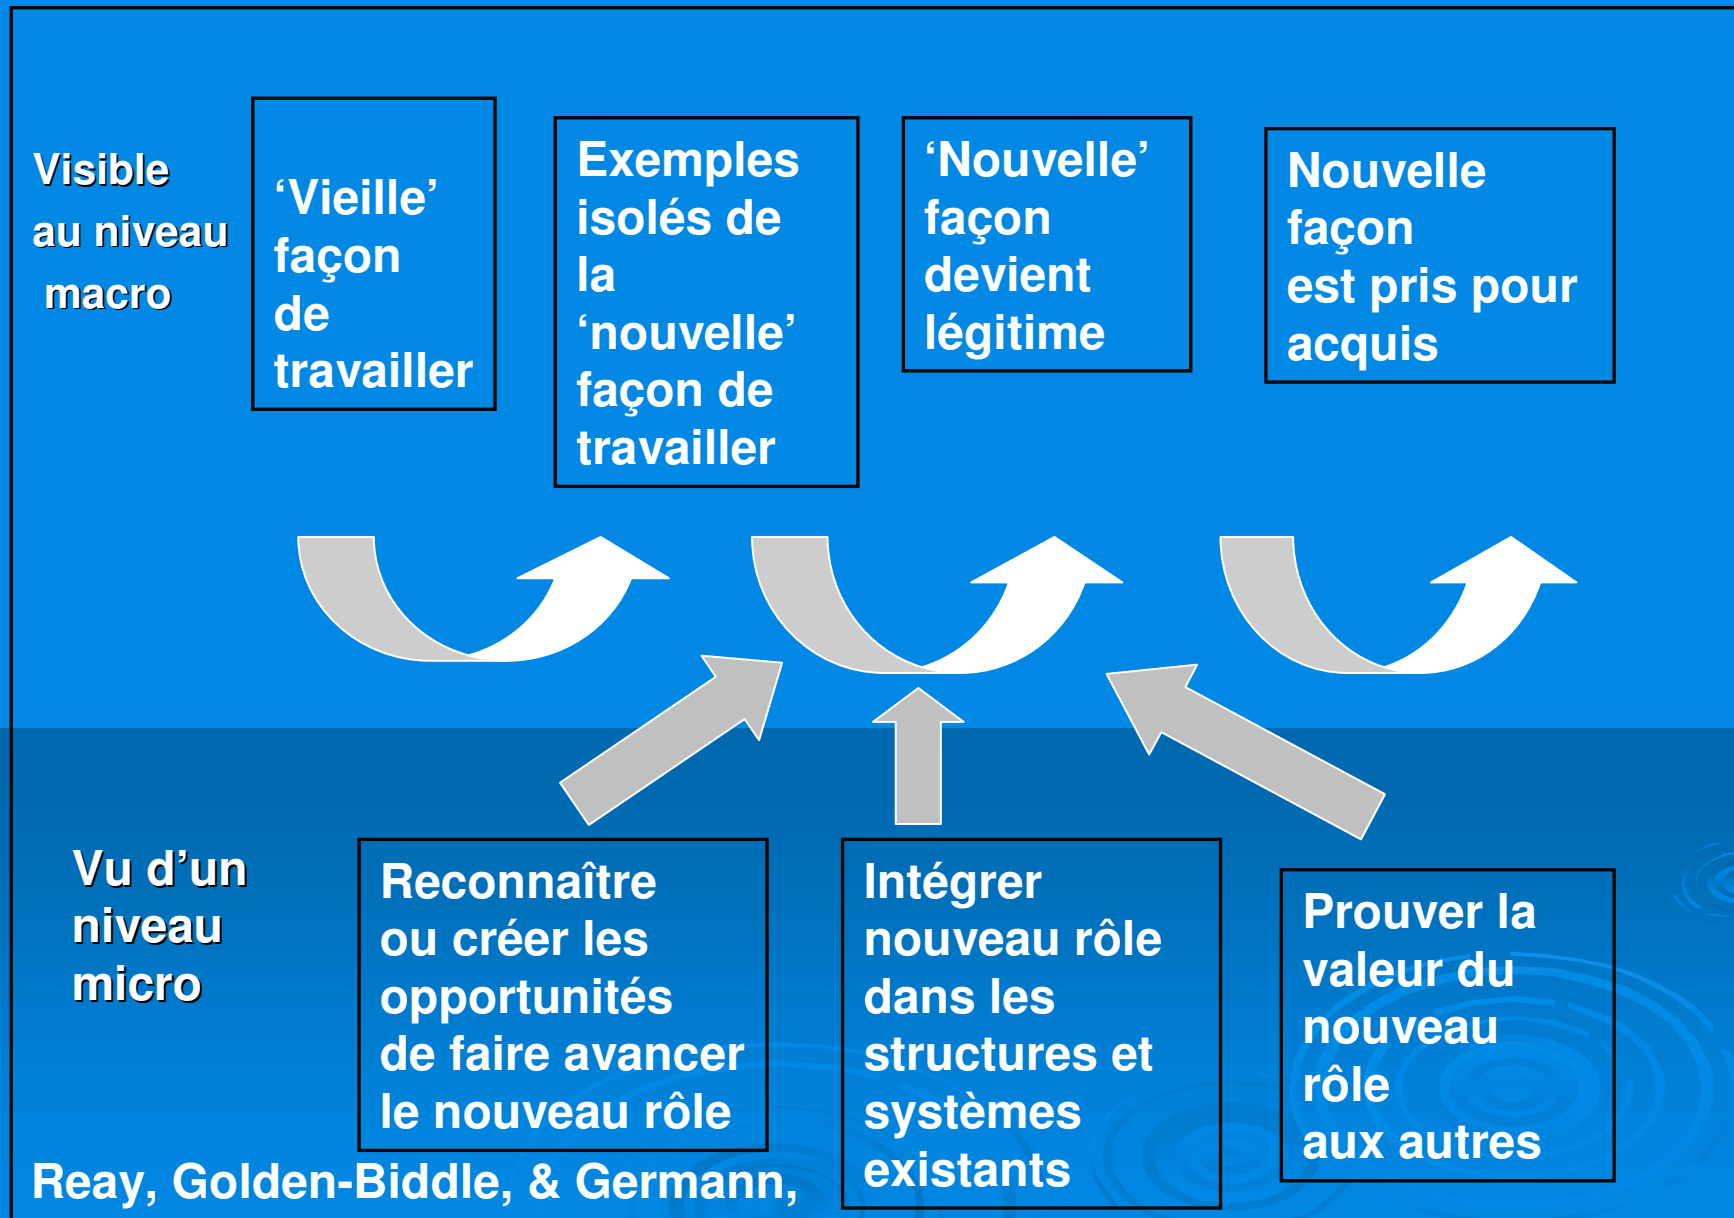 Visible
au niveau
macro
‘Vieille’
façon
de
travailler
Exemples
isolés de
la
‘nouvelle’
façon de
travailler
‘Nouvelle’
façon
devient
légitime
Nouvelle
façon
est pris pour
acquis
Vu d’un
niveau
micro
Reconnaître
ou créer les
opportunités
de faire avancer
le nouveau rôle
Intégrer
nouveau rôle
dans les
structures et
systèmes
existants
Prouver la
valeur du
nouveau
rôle
aux autres
Reay, Golden-Biddle, & Germann,